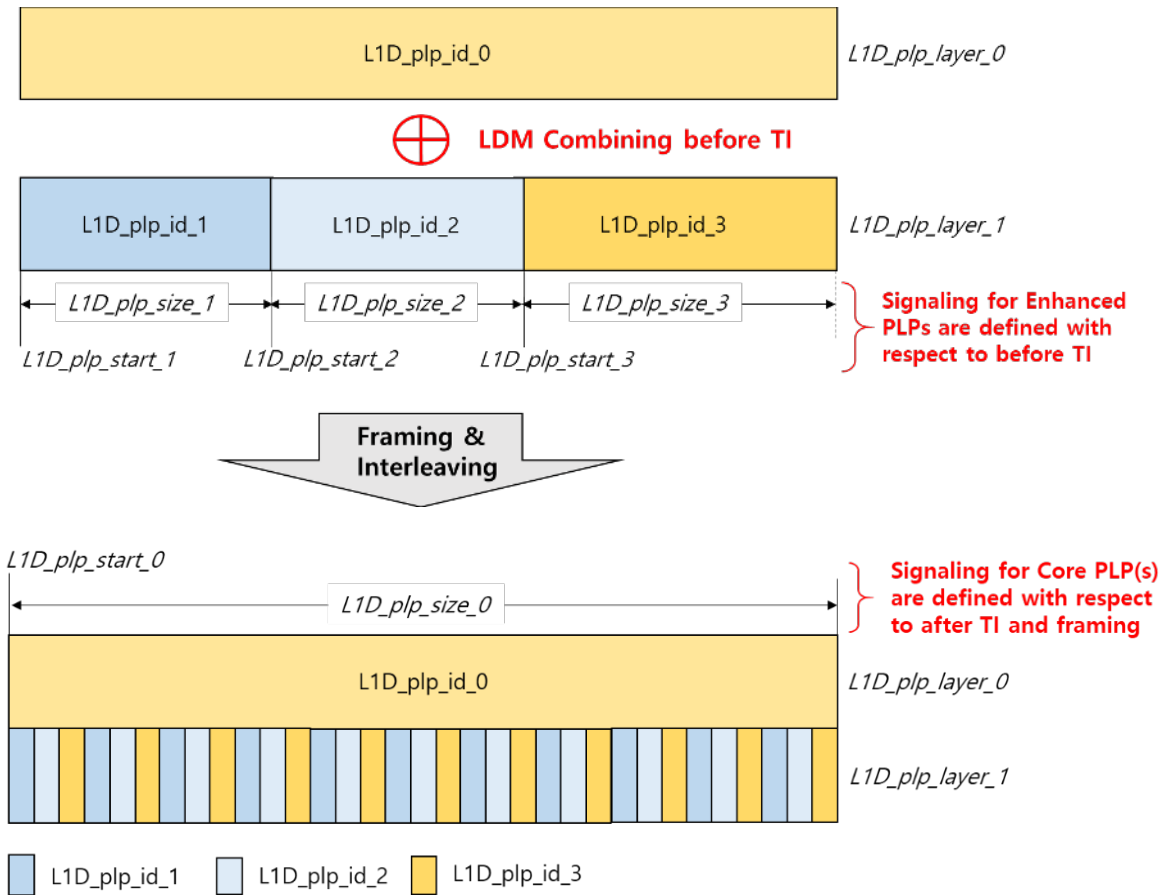 L1D_plp_id_0
L1D_plp_layer_0
LDM Combining before TI
L1D_plp_id_1
L1D_plp_id_2
L1D_plp_id_3
L1D_plp_layer_1
L1D_plp_size_1
L1D_plp_size_2
L1D_plp_size_3
L1D_plp_start_1
L1D_plp_start_2
L1D_plp_start_3
Signaling for Enhanced
PLPs are defined with
respect to before TI
Framing &
Interleaving
L1D_plp_start_0
L1D_plp_size_0
Signaling for Core PLP(s)
are defined with respect
to after TI and framing
L1D_plp_id_0
L1D_plp_layer_0
L1D_plp_layer_1
L1D_plp_id_1
L1D_plp_id_2
L1D_plp_id_3